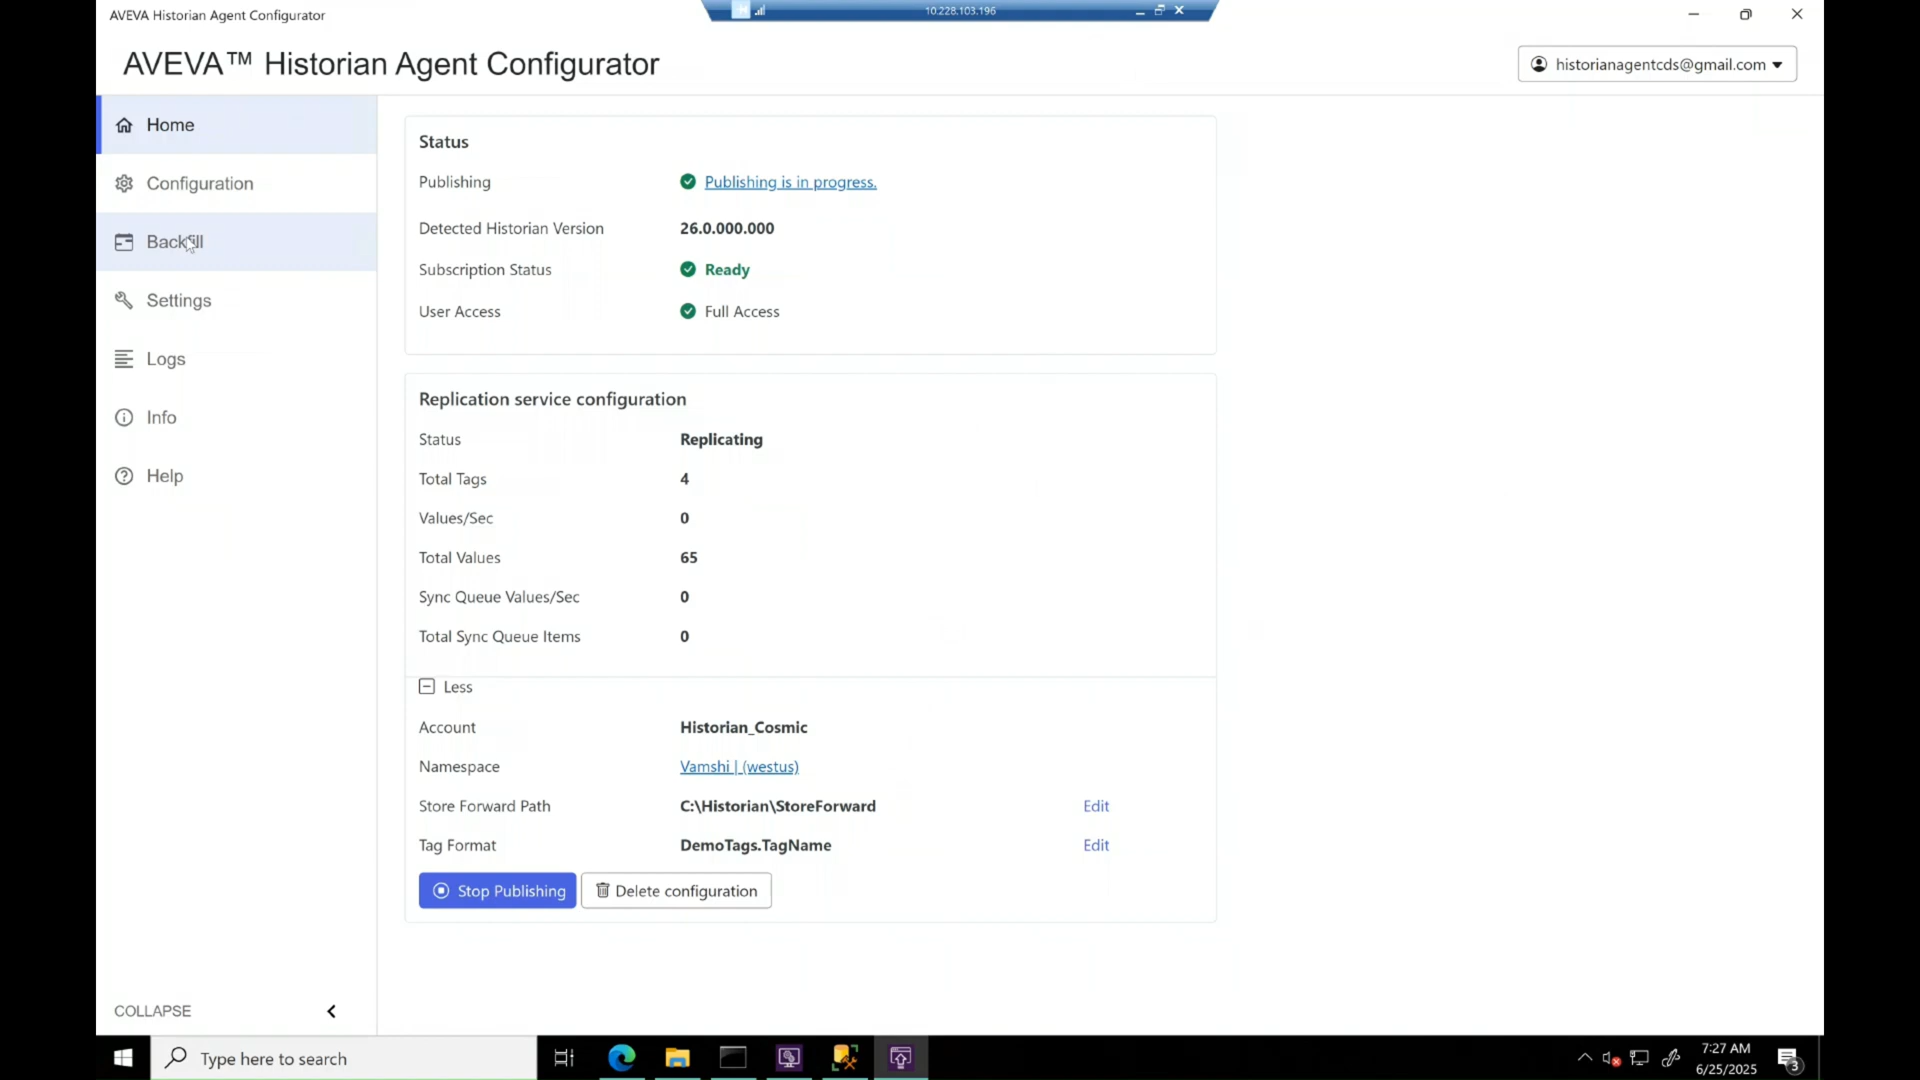 AVEVA Historian Agent Configurator
10.228.103.196
AVEVA™ Historian Agent Configurator
historianagentcds@gmail.com
Home
Configuration
Backfill
Settings
Logs
Info
Help
COLLAPSE
Status
Publishing Publishing is in progress.
Detected Historian Version 26.0.000.000
Subscription Status Ready
User Access Full Access
Replication service configuration
Status Replicating
Total Tags 4
Values/Sec 0
Total Values 65
Sync Queue Values/Sec 0
Total Sync Queue Items 0
Less
Account Historian_Cosmic
Namespace Vamshi | (westus)
Store Forward Path C:\Historian\StoreForward Edit
Tag Format DemoTags.TagName Edit
Stop Publishing Delete configuration
Type here to search
7:27 AM
6/25/2025
3